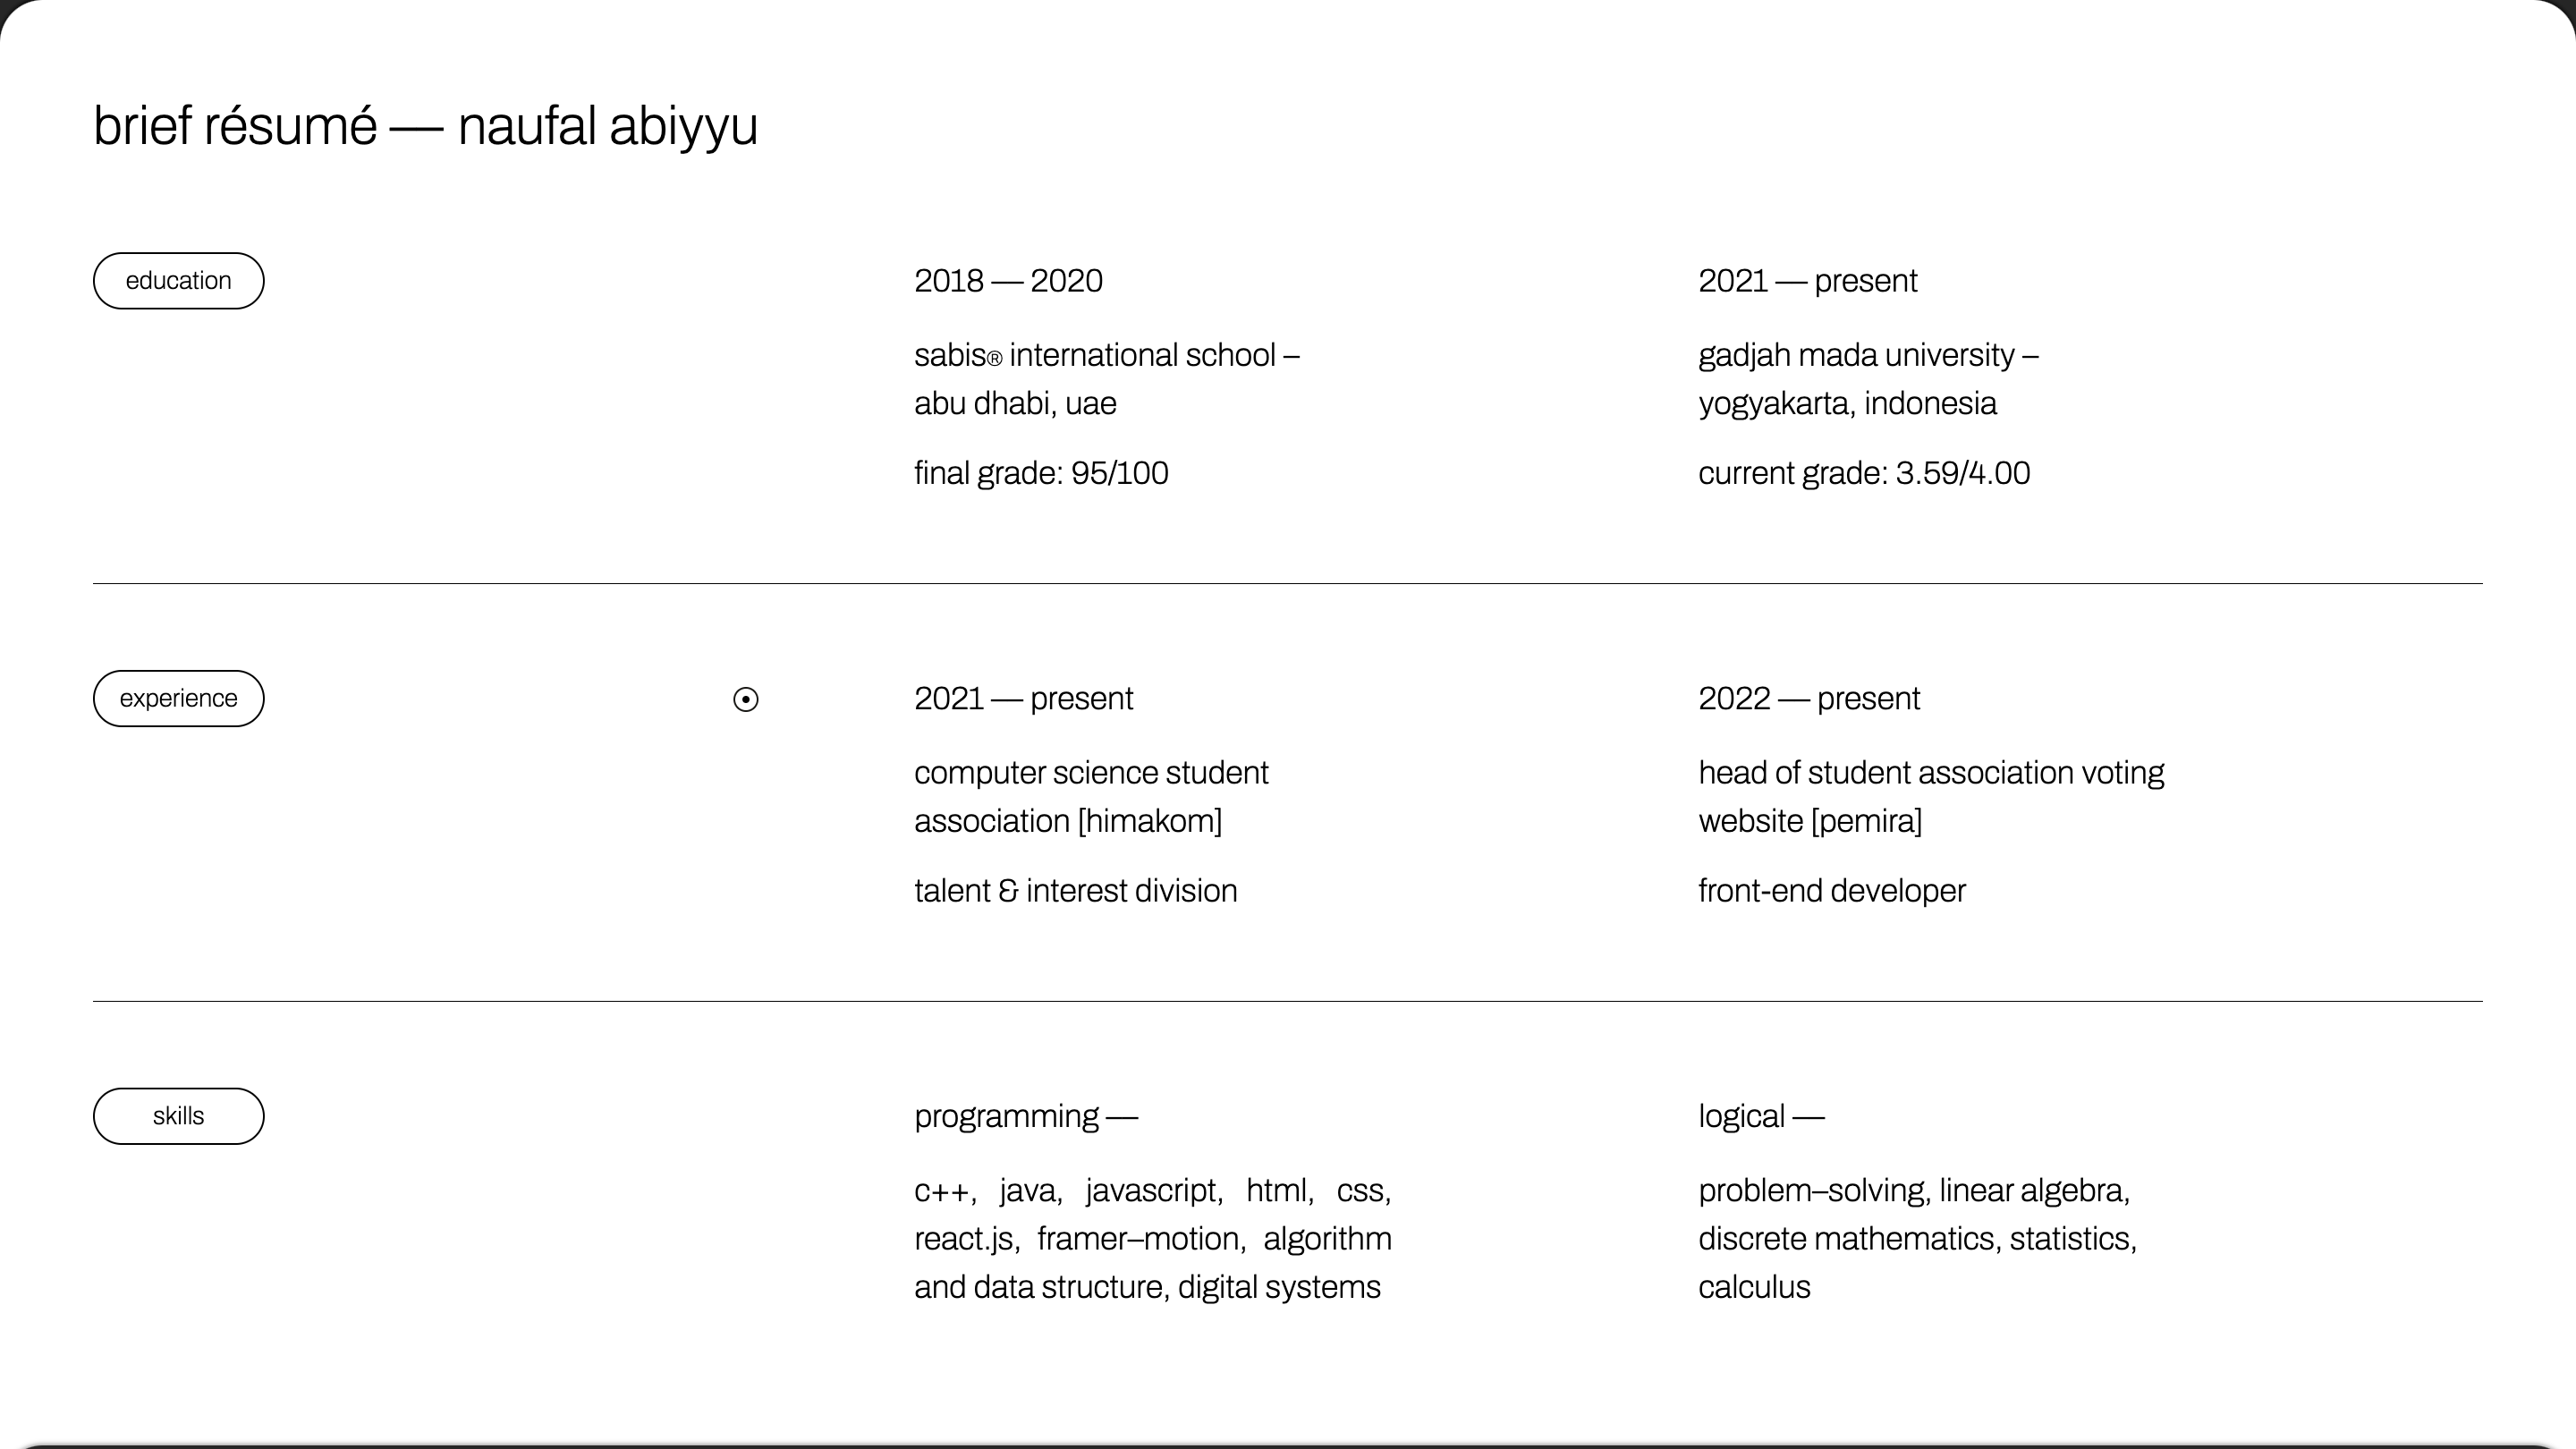 brief résumé — naufal abiyyu
education
2018 — 2020
sabis® international school –
abu dhabi, uae
final grade: 95/100
2021 — present
gadjah mada university –
yogyakarta, indonesia
current grade: 3.59/4.00
experience
2021 — present
computer science student
association [himakom]
talent & interest division
2022 — present
head of student association voting
website [pemira]
front-end developer
skills
programming —
c++, java, javascript, html, css,
react.js, framer–motion, algorithm
and data structure, digital systems
logical —
problem–solving, linear algebra,
discrete mathematics, statistics,
calculus